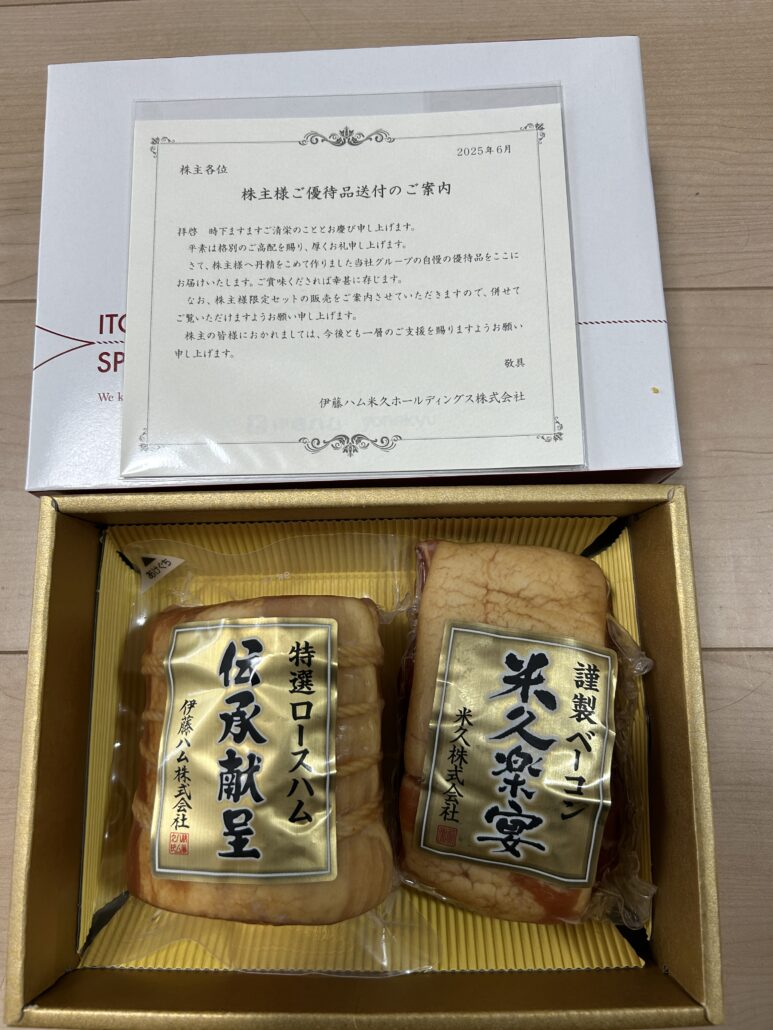 2025年6月
株主各位
株主様ご優待品送付のご案内
拝啓　時下ますますご清栄のこととお慶び申し上げます。
平素は格別のご高配を賜り、厚くお礼申し上げます。
さて、株主様へ丹精をこめて作りました当社グループの自慢の優待品をここに
お届けいたします。ご賞味くだされば幸甚に存じます。
なお、株主様限定セットの販売をご案内させていただきますので、併せて
ご覧いただけますようお願い申し上げます。
株主の皆様におかれましては、今後とも一層のご支援を賜りますようお願い
申し上げます。
敬具
伊藤ハム米久ホールディングス株式会社
SP
We k
あけくち
特選ロースハム
伝承献呈
伊藤ハム株式会社
謹製ベーコン
米久楽宴
米久株式会社